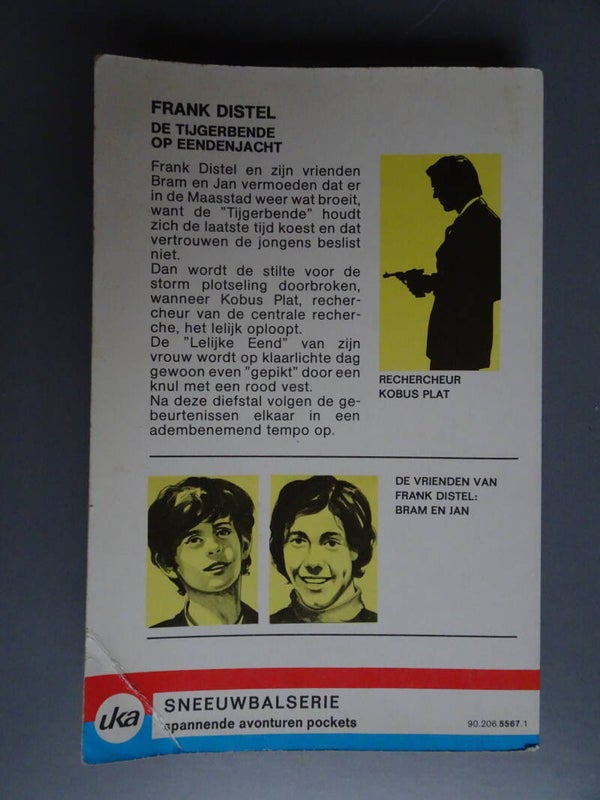 FRANK DISTEL
DE TIJGERBENDE
OP EENDENJACHT
Frank Distel en zijn vrienden
Bram en Jan vermoeden dat er
in de Maasstad weer wat broeit,
want de "Tijgerbende" houdt
zich de laatste tijd koest en dat
vertrouwen de jongens beslist
niet.
Dan wordt de stilte voor de
storm plotseling doorbroken,
wanneer Kobus Plat, recher-
cheur van de centrale recher-
che, het lelijk oploopt.
De "Lelijke Eend" van zijn
vrouw wordt op klaarlichte dag
gewoon even "gepikt" door een
knul met een rood vest.
Na deze diefstal volgen de ge-
beurtenissen elkaar in een
adembenemend tempo op.
RECHERCHEUR
KOBUS PLAT
DE VRIENDEN VAN
FRANK DISTEL:
BRAM EN JAN
uka
SNEEUWBALSERIE
spannende avonturen pockets
90.206.5567.1